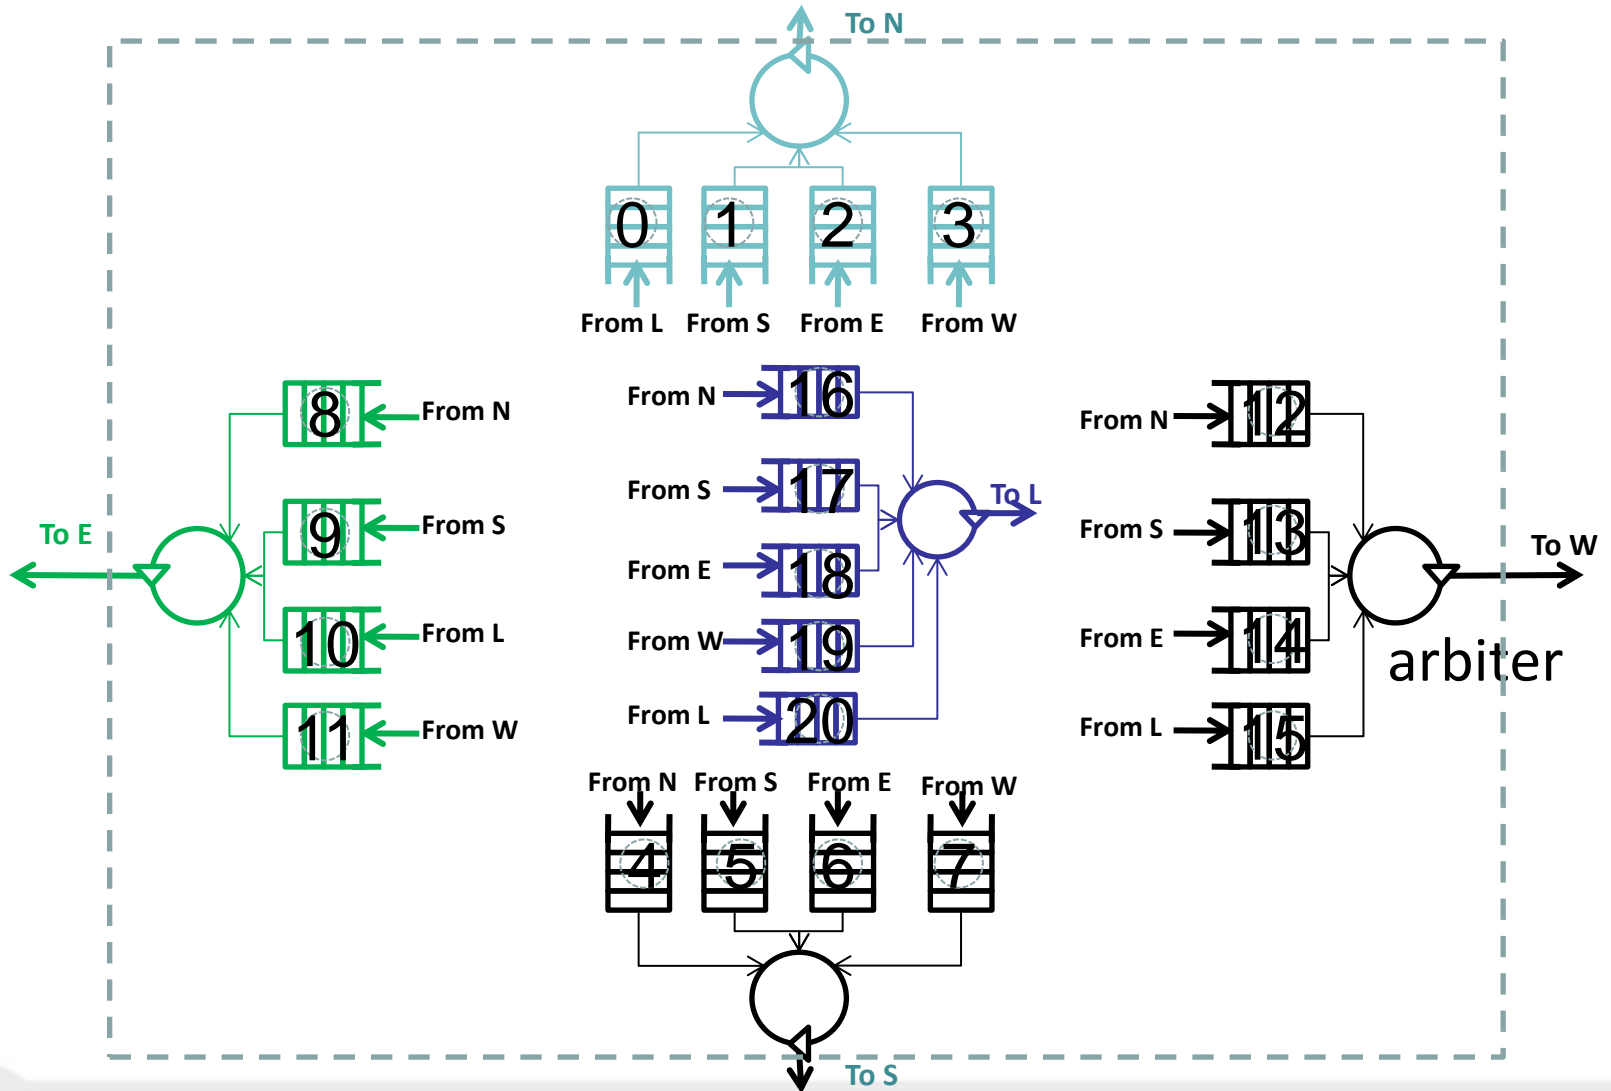 To N
0 1 2 3
From L From S From E From W
8 From N
9 From S
To E
10 From L
11 From W
From N 16
From S 17
To L
From E 18
From W 19
From L 20
From N 12
From S 13
To W
From E 14
arbiter
From L 15
From N From S From E From W
4 5 6 7
To S